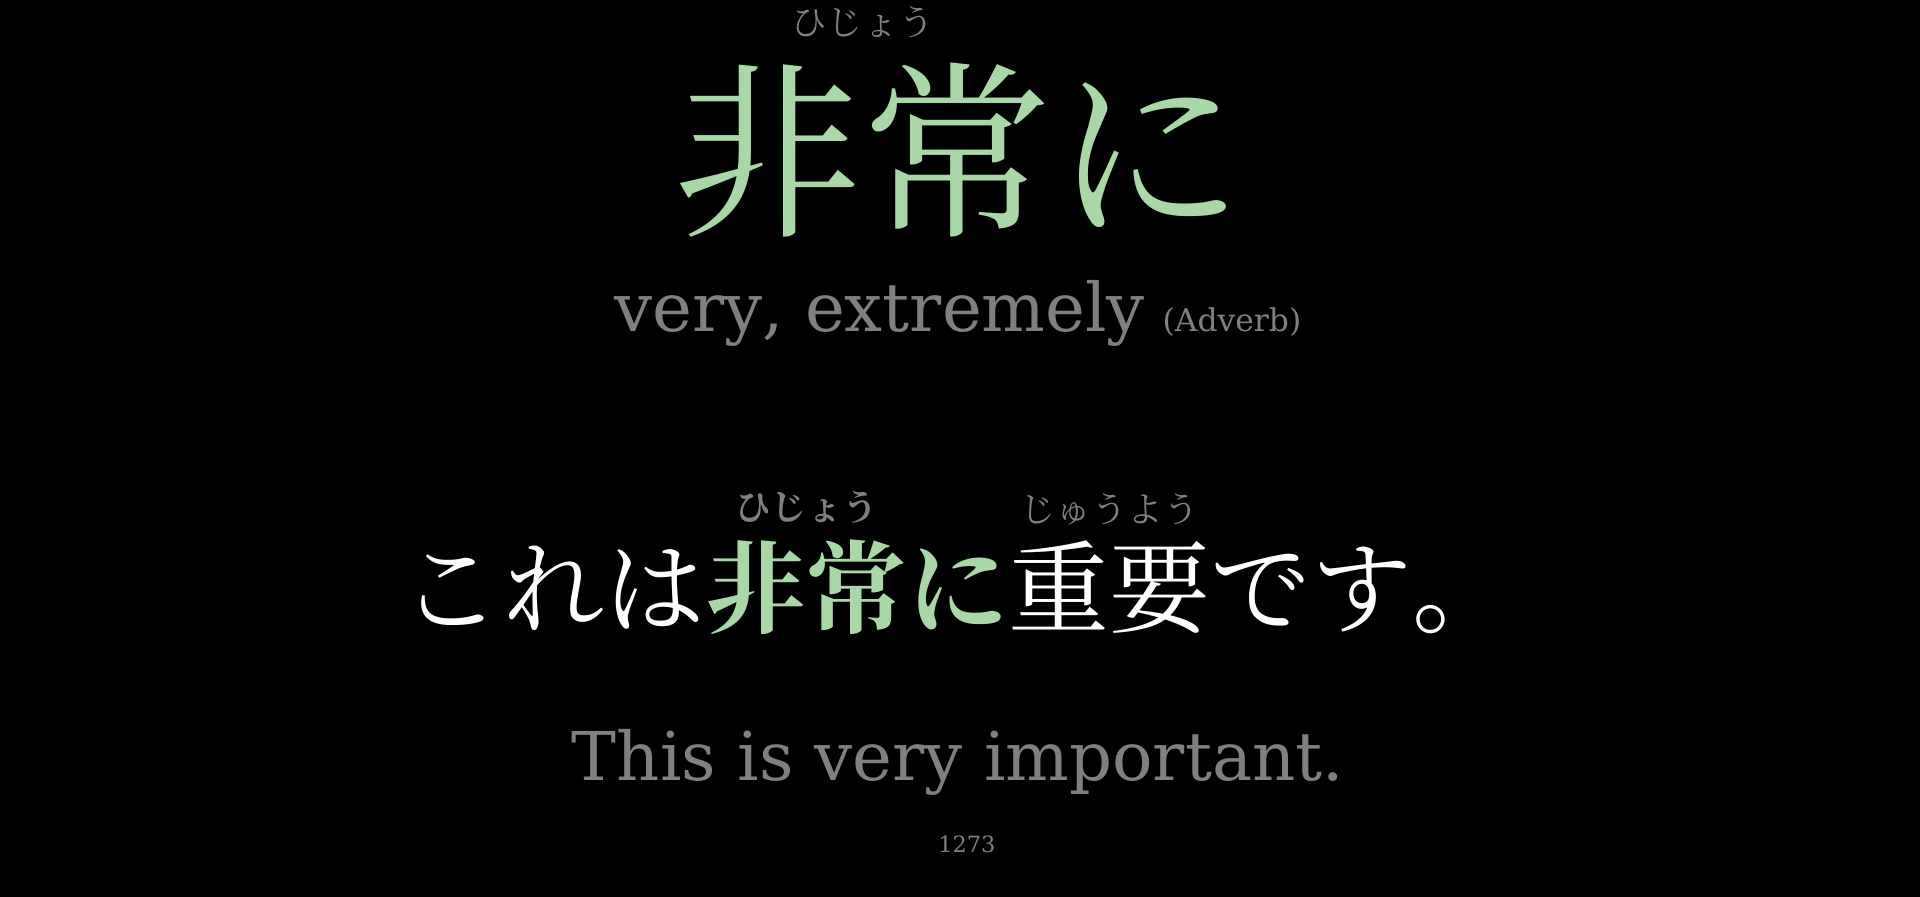 ひじょう
非常に
very, extremely (Adverb)
ひじょう じゅうよう
これは非常に重要です。
This is very important.
1273